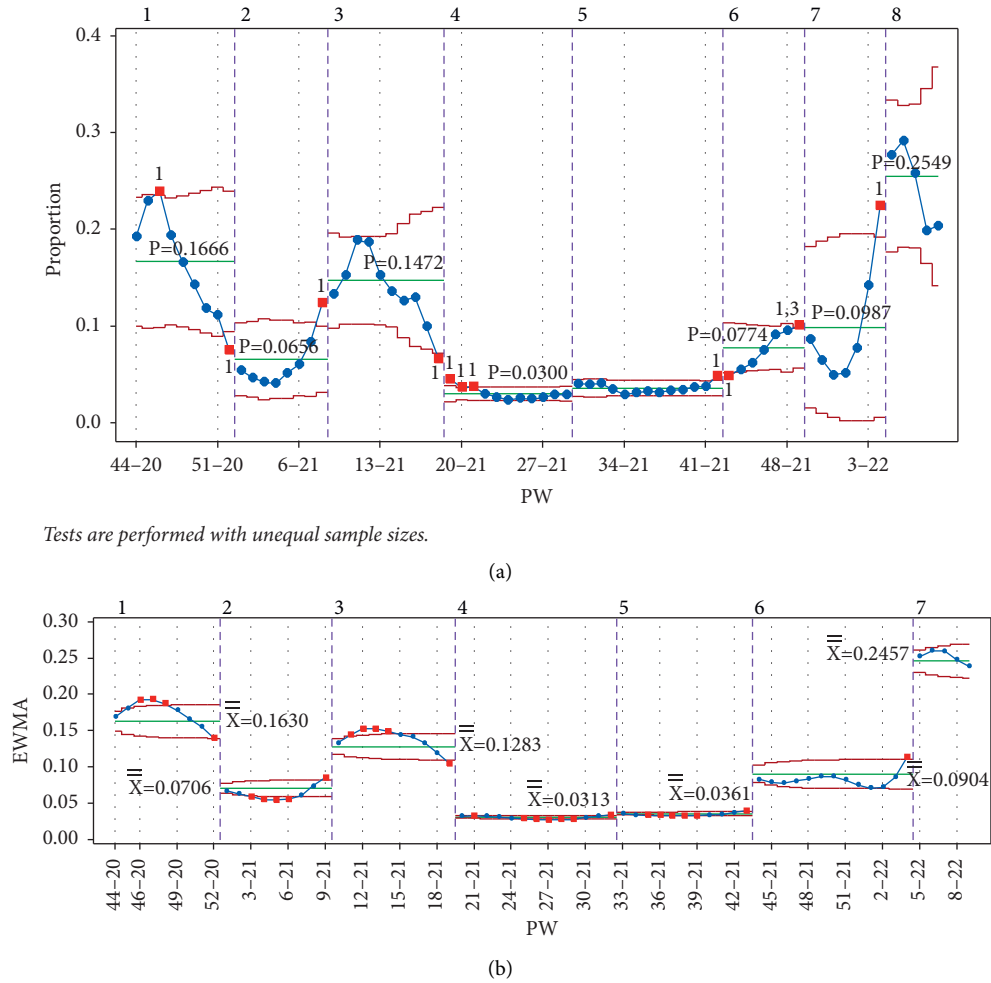 1 2 3 4 5 6 7 8
0.4
0.3
0.2
0.1
0.0
Proportion
1
P=0.1666
1
P=0.0656
1
P=0.1472
1
1
1 1
P=0.0300
1
1
P=0.0774
1,3
P=0.0987
1
P=0.2549
44–20 51–20 6–21 13–21 20–21 27–21 34–21 41–21 48–21 3–22
PW
Tests are performed with unequal sample sizes.
(a)
1 2 3 4 5 6 7
0.30
0.25
0.20
0.15
0.10
0.05
0.00
EWMA
X=0.1630
X=0.0706
X=0.1283
X=0.0313
X=0.0361
X=0.2457
X=0.0904
44–20 46–20 49–20 52–20 3–21 6–21 9–21 12–21 15–21 18–21 21–21 24–21 27–21 30–21 33–21 36–21 39–21 42–21 45–21 48–21 51–21 2–22 5–22 8–22
PW
(b)